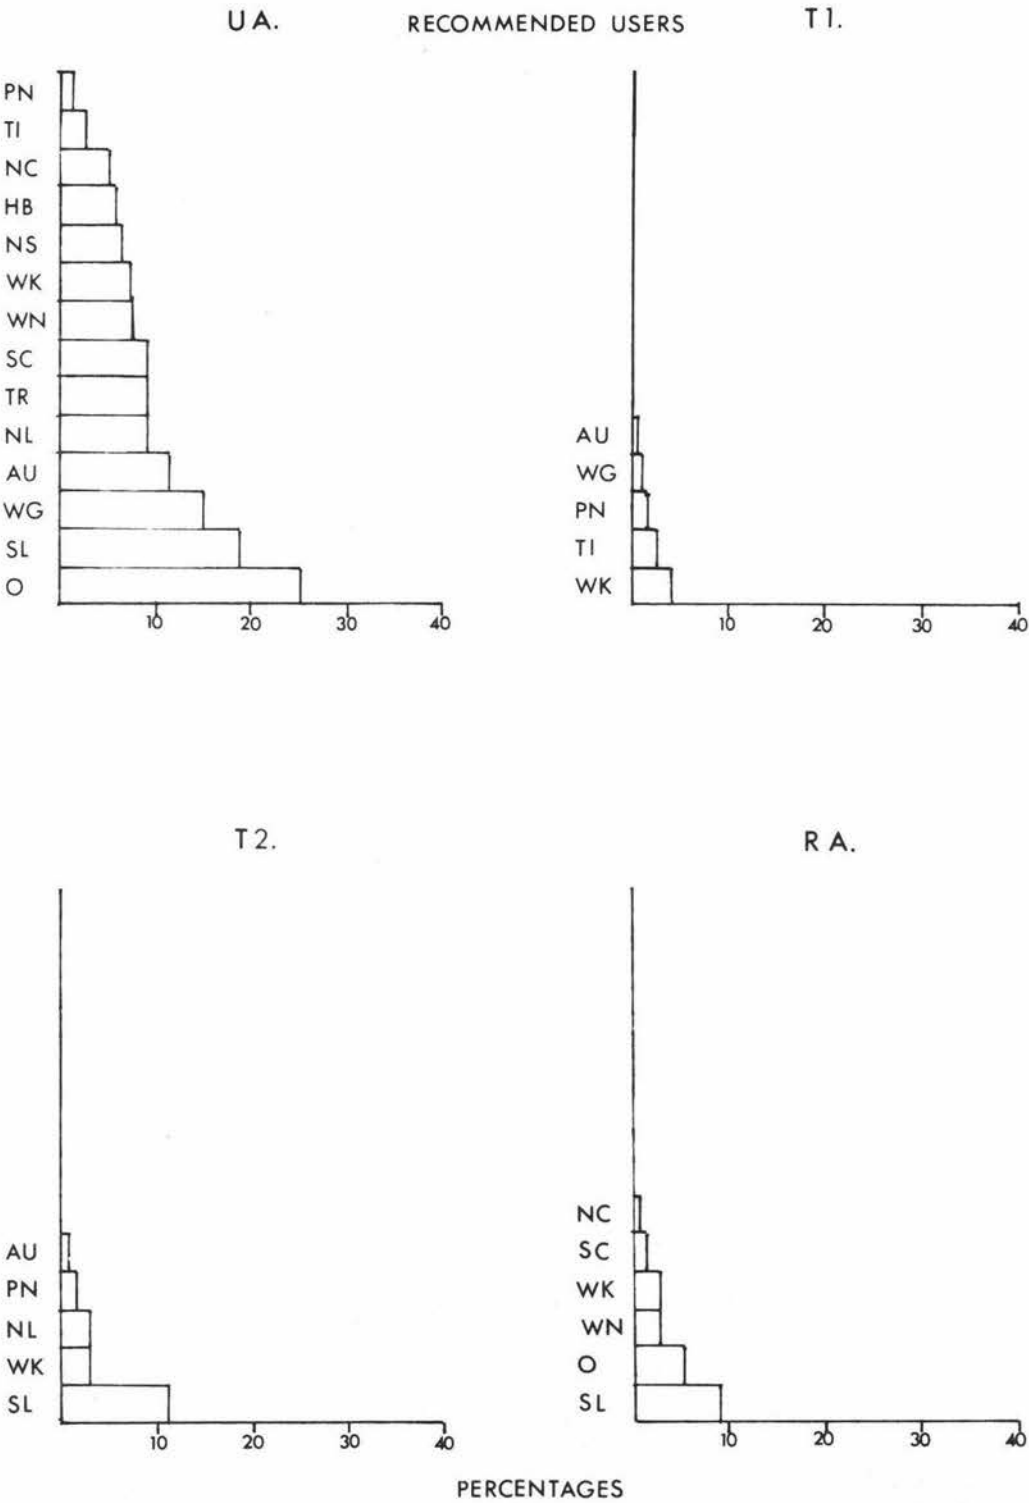 UA. RECOMMENDED USERS T1.
PN
TI
NC
HB
NS
WK
WN
SC
TR
NL
AU
WG
SL
O
10 20 30 40
AU
WG
PN
TI
WK
10 20 30 40
T2. RA.
AU
PN
NL
WK
SL
10 20 30 40
NC
SC
WK
WN
O
SL
10 20 30 40
PERCENTAGES